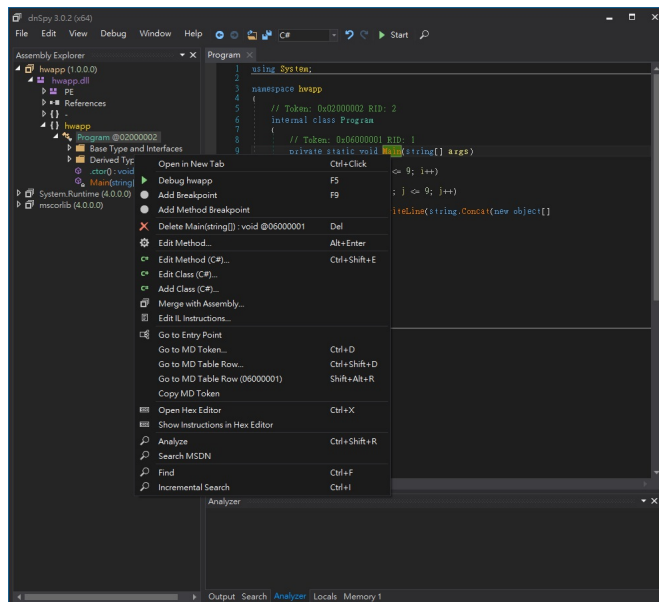 dnSpy 3.0.2 (x64)
File Edit View Debug Window Help C# Start
Assembly Explorer
hwapp (1.0.0.0)
hwapp.dll
PE
References
{ } -
{ } hwapp
Program @02000002
Base Type and Interfaces
Derived Typ
.ctor() : void
Main(string[
System.Runtime (4.0.0.0)
mscorlib (4.0.0.0)
Program
1 using System;
2
3 namespace hwapp
4 {
5 // Token: 0x02000002 RID: 2
6 internal class Program
7 {
8 // Token: 0x06000001 RID: 1
9 private static void Main(string[] args)
<= 9; i++)
; j <= 9; j++)
iteLine(string.Concat(new object[]
Open in New Tab Ctrl+Click
Debug hwapp F5
Add Breakpoint F9
Add Method Breakpoint
Delete Main(string[]) : void @06000001 Del
Edit Method... Alt+Enter
Edit Method (C#)... Ctrl+Shift+E
Edit Class (C#)...
Add Class (C#)...
Merge with Assembly...
Edit IL Instructions...
Go to Entry Point
Go to MD Token... Ctrl+D
Go to MD Table Row... Ctrl+Shift+D
Go to MD Table Row (06000001) Shift+Alt+R
Copy MD Token
Open Hex Editor Ctrl+X
Show Instructions in Hex Editor
Analyze Ctrl+Shift+R
Search MSDN
Find Ctrl+F
Incremental Search Ctrl+I
Analyzer
Output Search Analyzer Locals Memory 1